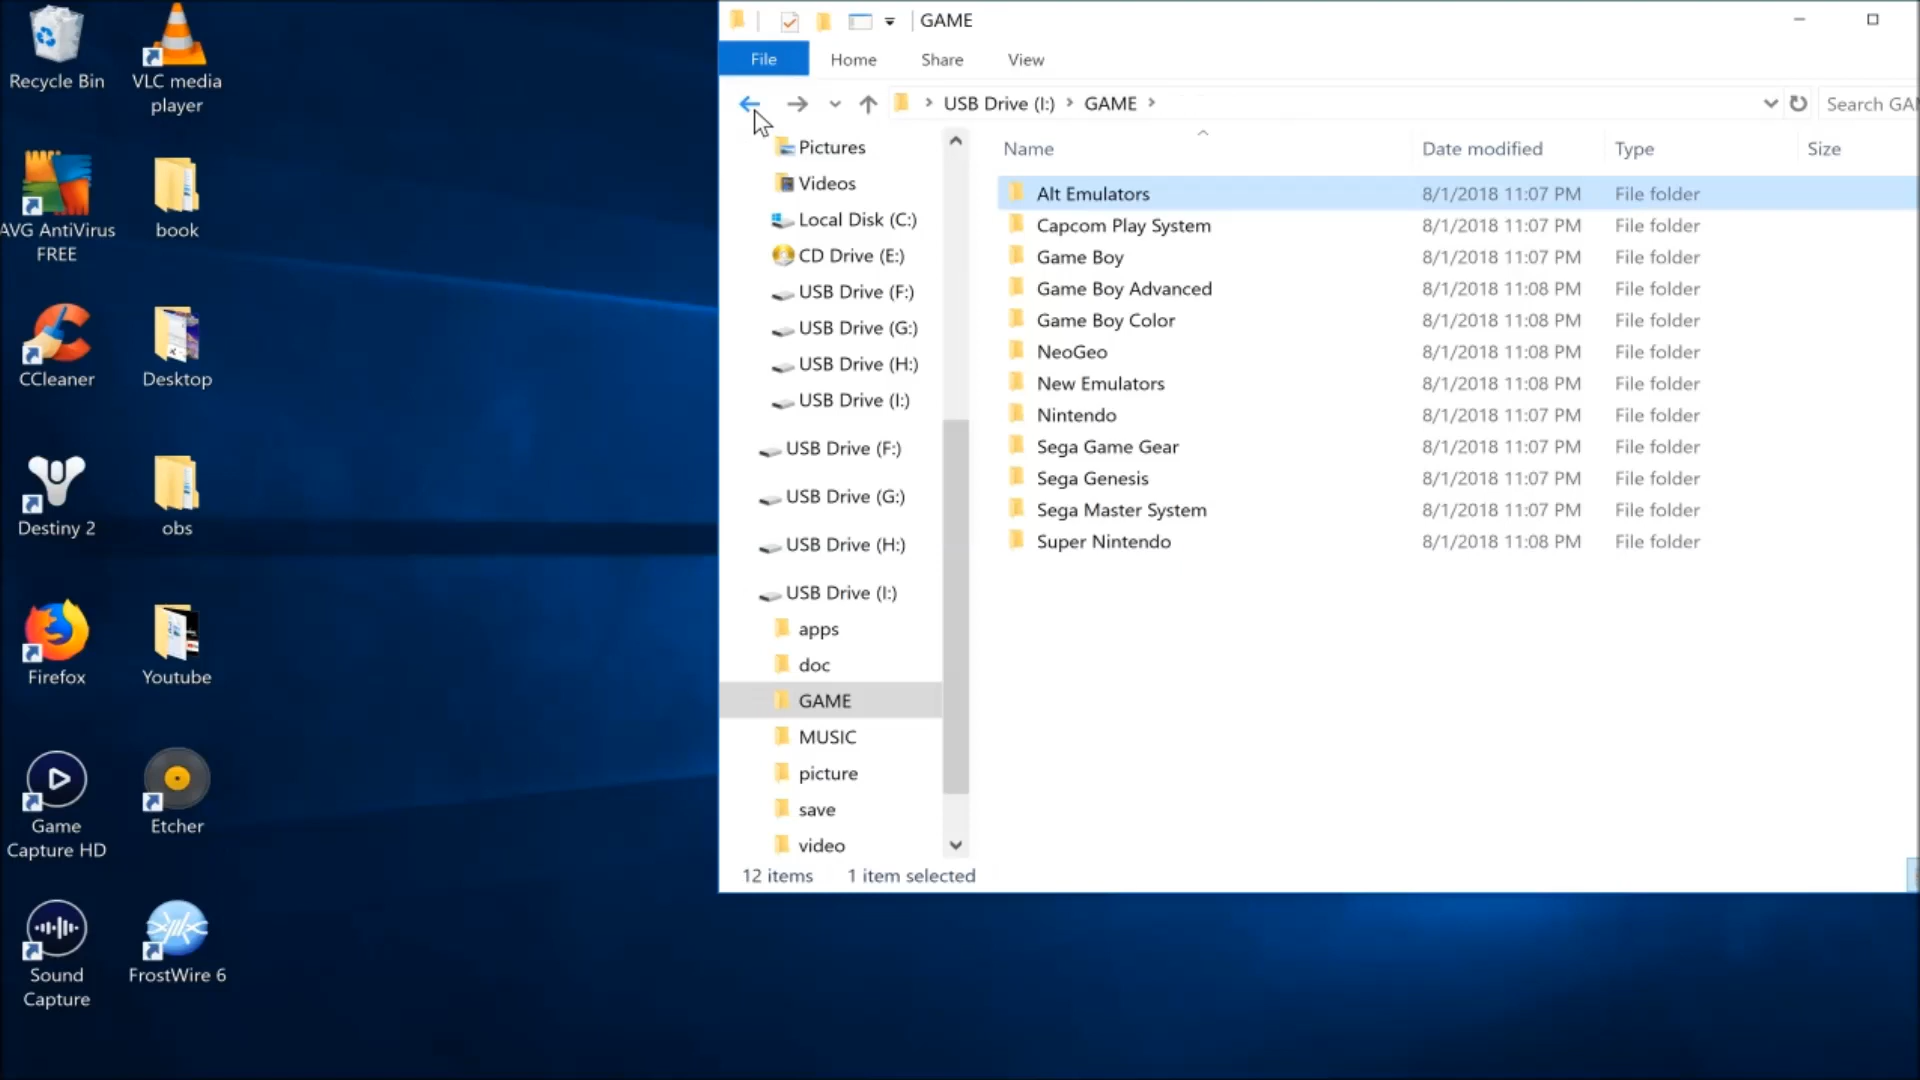 Recycle Bin
VLC media
player
AVG AntiVirus
FREE
book
CCleaner
Desktop
Destiny 2
obs
Firefox
Youtube
Game
Capture HD
Etcher
Sound
Capture
FrostWire 6
GAME
File Home Share View
USB Drive (I:) GAME
Search GA
Pictures
Videos
Local Disk (C:)
CD Drive (E:)
USB Drive (F:)
USB Drive (G:)
USB Drive (H:)
USB Drive (I:)
USB Drive (F:)
USB Drive (G:)
USB Drive (H:)
USB Drive (I:)
apps
doc
GAME
MUSIC
picture
save
video
Name Date modified Type Size
Alt Emulators 8/1/2018 11:07 PM File folder
Capcom Play System 8/1/2018 11:07 PM File folder
Game Boy 8/1/2018 11:07 PM File folder
Game Boy Advanced 8/1/2018 11:08 PM File folder
Game Boy Color 8/1/2018 11:08 PM File folder
NeoGeo 8/1/2018 11:08 PM File folder
New Emulators 8/1/2018 11:08 PM File folder
Nintendo 8/1/2018 11:07 PM File folder
Sega Game Gear 8/1/2018 11:07 PM File folder
Sega Genesis 8/1/2018 11:07 PM File folder
Sega Master System 8/1/2018 11:07 PM File folder
Super Nintendo 8/1/2018 11:08 PM File folder
12 items 1 item selected